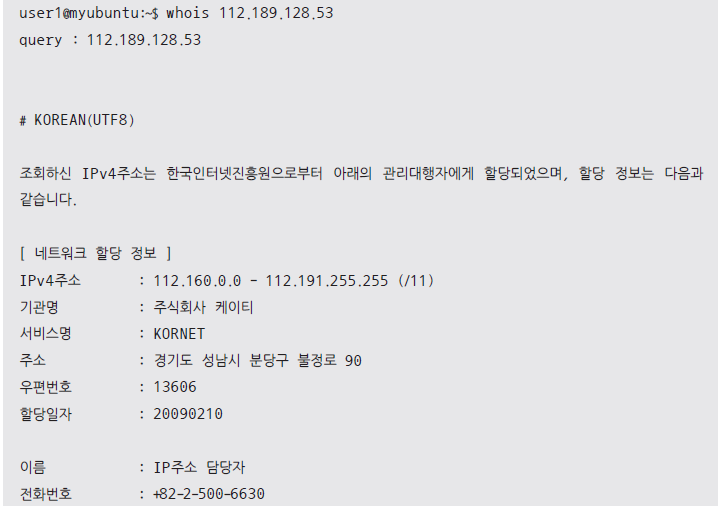 user1@myubuntu:~$ whois 112.189.128.53
query : 112.189.128.53
# KOREAN(UTF8)
조회하신 IPv4주소는 한국인터넷진흥원으로부터 아래의 관리대행자에게 할당되었으며, 할당 정보는 다음과
같습니다.
[ 네트워크 할당 정보 ]
IPv4주소 : 112.160.0.0 - 112.191.255.255 (/11)
기관명 : 주식회사 케이티
서비스명 : KORNET
주소 : 경기도 성남시 분당구 불정로 90
우편번호 : 13606
할당일자 : 20090210
이름 : IP주소 담당자
전화번호 : +82-2-500-6630